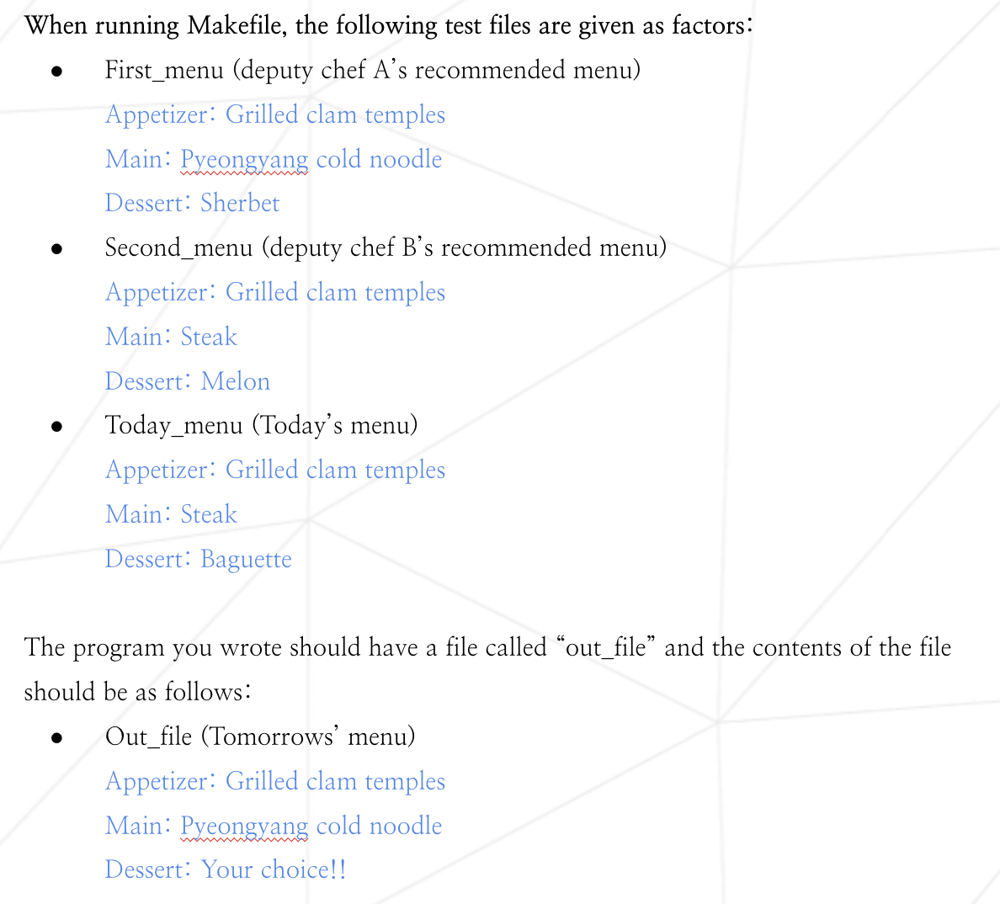 When running Makefile, the following test files are given as factors:
● First_menu (deputy chef A’s recommended menu)
Appetizer: Grilled clam temples
Main: Pyeongyang cold noodle
Dessert: Sherbet
● Second_menu (deputy chef B’s recommended menu)
Appetizer: Grilled clam temples
Main: Steak
Dessert: Melon
● Today_menu (Today’s menu)
Appetizer: Grilled clam temples
Main: Steak
Dessert: Baguette
The program you wrote should have a file called “out_file” and the contents of the file
should be as follows:
● Out_file (Tomorrows’ menu)
Appetizer: Grilled clam temples
Main: Pyeongyang cold noodle
Dessert: Your choice!!